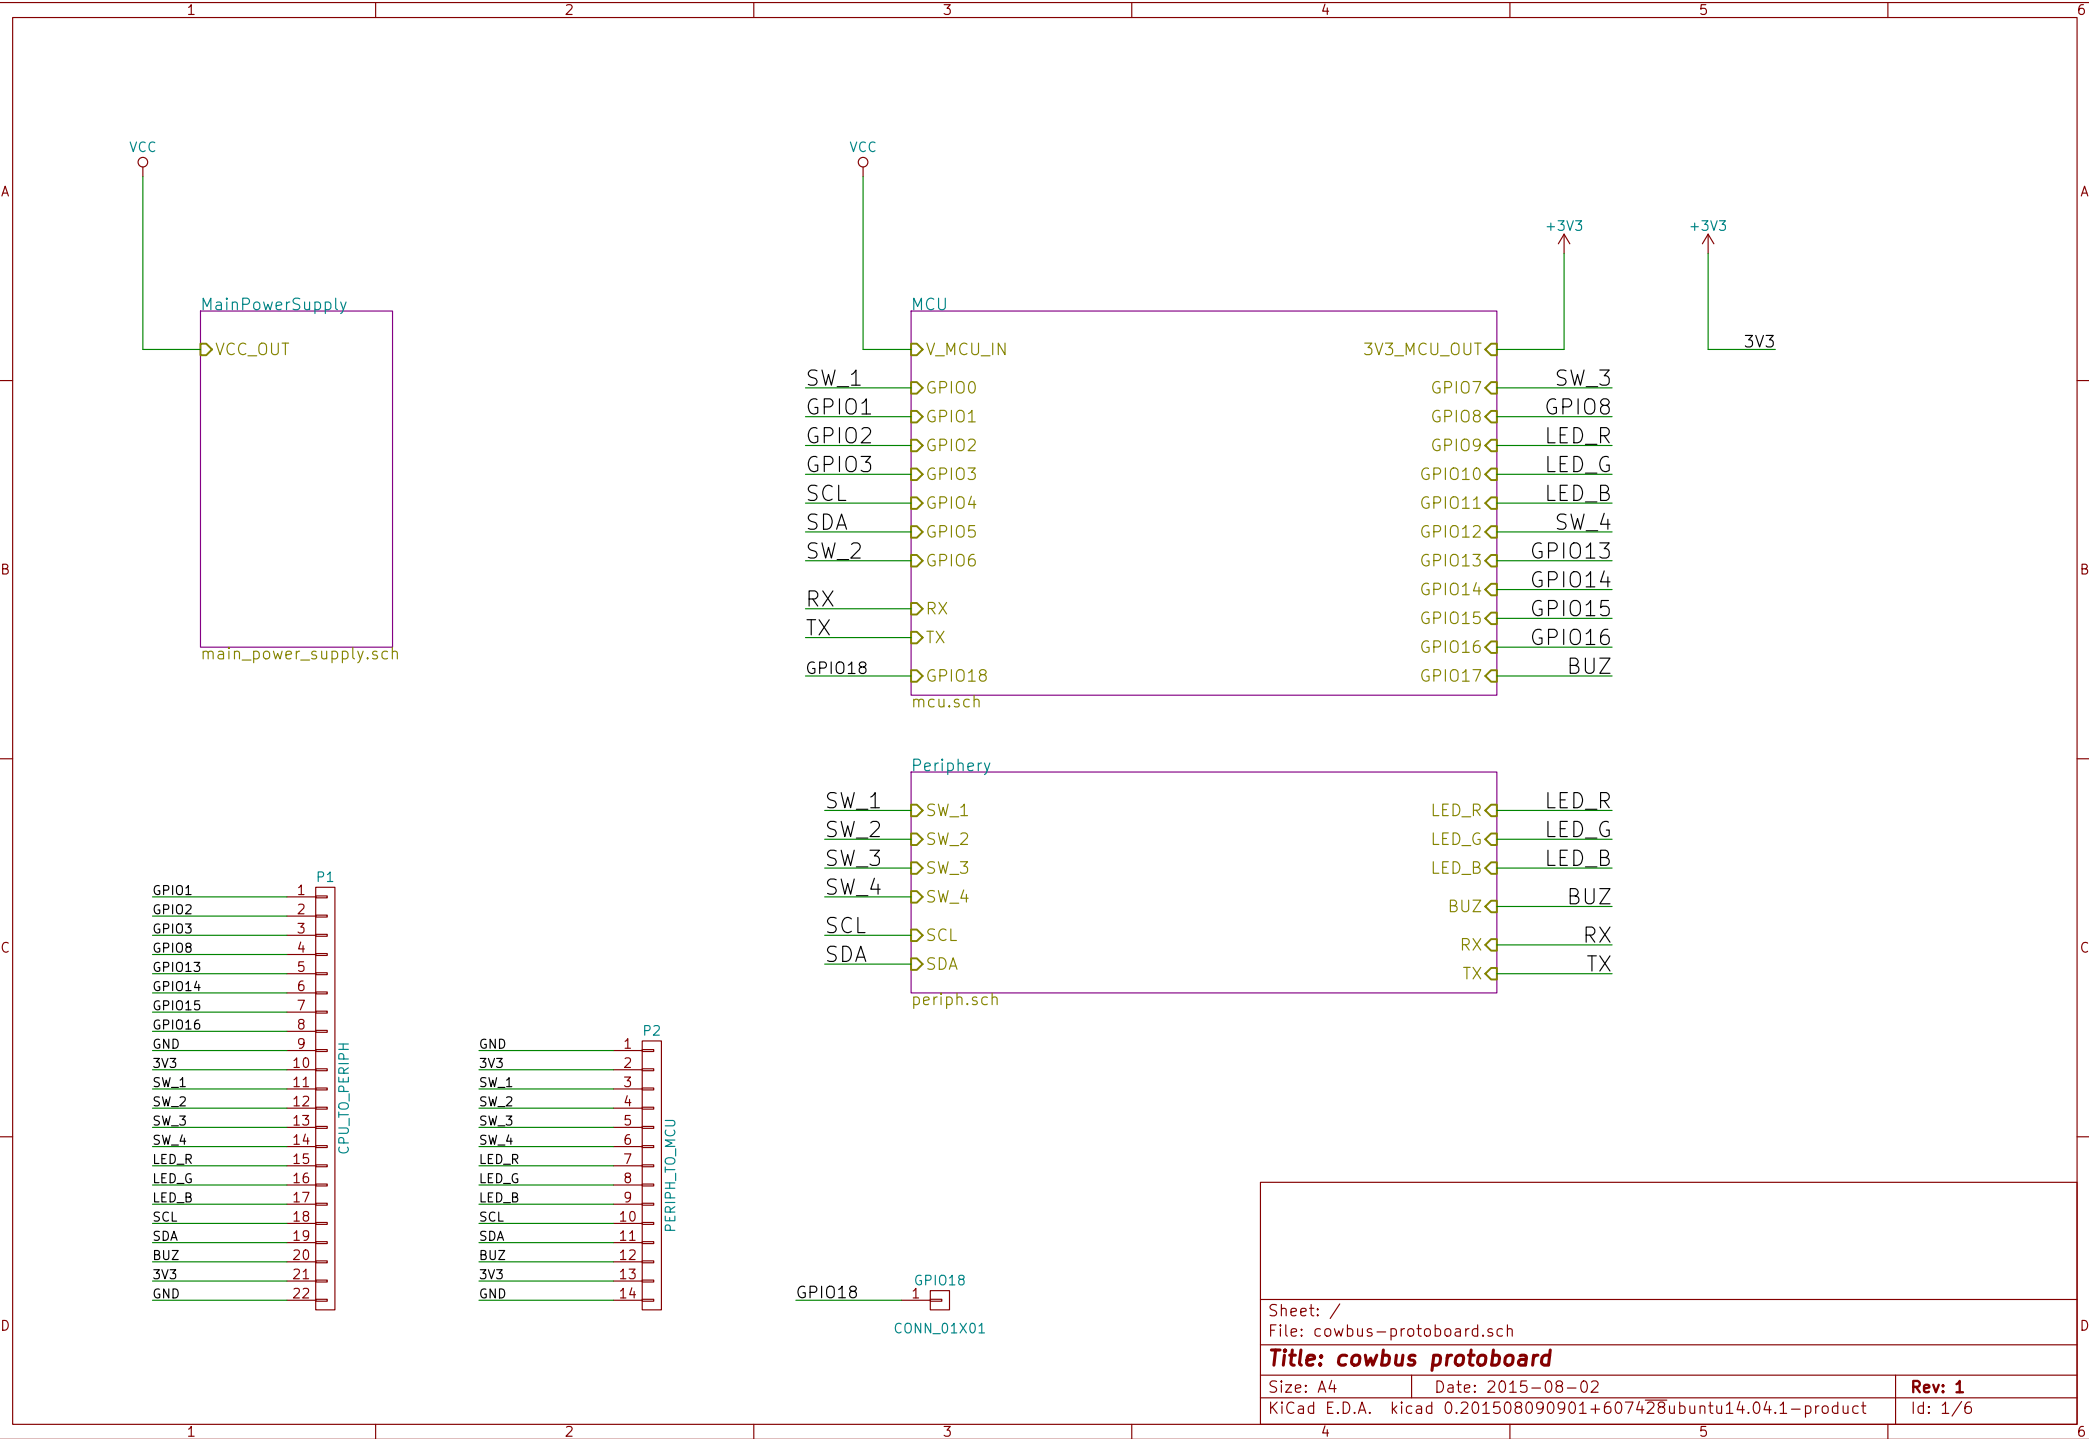 1 2 3 4 5 6
A A
B B
C C
D D
VCC
VCC
+3V3
+3V3
3V3
MainPowerSupply
VCC_OUT
main_power_supply.sch
MCU
V_MCU_IN 3V3_MCU_OUT
SW_1 GPIO0 GPIO7 SW_3
GPIO1 GPIO1 GPIO8 GPIO8
GPIO2 GPIO2 GPIO9 LED_R
GPIO3 GPIO3 GPIO10 LED_G
SCL GPIO4 GPIO11 LED_B
SDA GPIO5 GPIO12 SW_4
SW_2 GPIO6 GPIO13 GPIO13
GPIO14 GPIO14
RX RX GPIO15 GPIO15
TX TX GPIO16 GPIO16
GPIO18 GPIO18 GPIO17 BUZ
mcu.sch
Periphery
SW_1 SW_1 LED_R LED_R
SW_2 SW_2 LED_G LED_G
SW_3 SW_3 LED_B LED_B
SW_4 SW_4 BUZ BUZ
SCL SCL RX RX
SDA SDA TX TX
periph.sch
P1
GPIO1 1
GPIO2 2
GPIO3 3
GPIO8 4
GPIO13 5
GPIO14 6
GPIO15 7
GPIO16 8
GND 9
3V3 10
SW_1 11
SW_2 12
SW_3 13
SW_4 14
LED_R 15
LED_G 16
LED_B 17
SCL 18
SDA 19
BUZ 20
3V3 21
GND 22
CPU_TO_PERIPH
P2
GND 1
3V3 2
SW_1 3
SW_2 4
SW_3 5
SW_4 6
LED_R 7
LED_G 8
LED_B 9
SCL 10
SDA 11
BUZ 12
3V3 13
GND 14
PERIPH_TO_MCU
GPIO18
GPIO18 1
CONN_01X01
Sheet: /
File: cowbus-protoboard.sch
Title: cowbus protoboard
Size: A4 Date: 2015-08-02 Rev: 1
KiCad E.D.A. kicad 0.201508090901+607428ubuntu14.04.1-product Id: 1/6
1 2 3 4 5 6